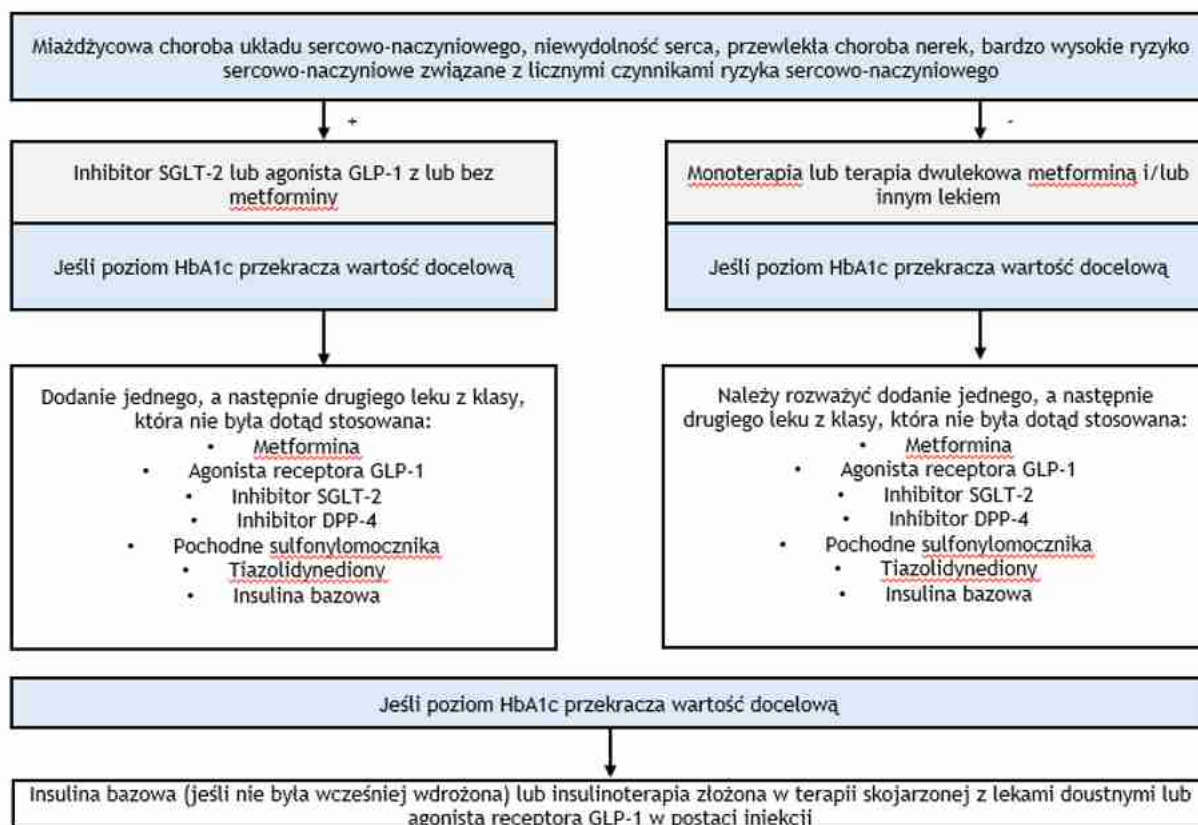 Miażdżycowa choroba układu sercowo-naczyniowego, niewydolność serca, przewlekła choroba nerek, bardzo wysokie ryzyko
sercowo-naczyniowe związane z licznymi czynnikami ryzyka sercowo-naczyniowego
+
-
Inhibitor SGLT-2 lub agonista GLP-1 z lub bez
metforminy
Jeśli poziom HbA1c przekracza wartość docelową
Monoterapia lub terapia dwulekowa metforminą i/lub
innym lekiem
Jeśli poziom HbA1c przekracza wartość docelową
Dodanie jednego, a następnie drugiego leku z klasy,
która nie była dotąd stosowana:
• Metformina
• Agonista receptora GLP-1
• Inhibitor SGLT-2
• Inhibitor DPP-4
• Pochodne sulfonylomocznika
• Tiazolidynediony
• Insulina bazowa
Należy rozważyć dodanie jednego, a następnie
drugiego leku z klasy, która nie była dotąd stosowana:
• Metformina
• Agonista receptora GLP-1
• Inhibitor SGLT-2
• Inhibitor DPP-4
• Pochodne sulfonylomocznika
• Tiazolidynediony
• Insulina bazowa
Jeśli poziom HbA1c przekracza wartość docelową
Insulina bazowa (jeśli nie była wcześniej wdrożona) lub insulinoterapia złożona w terapii skojarzonej z lekami doustnymi lub
agonistą receptora GLP-1 w postaci iniekcji